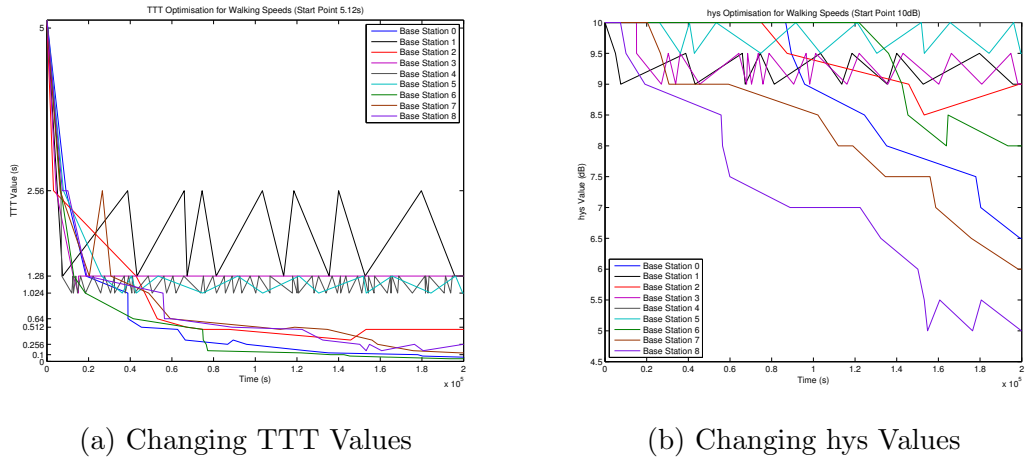 TTT Optimisation for Walking Speeds (Start Point 5.12s)
Base Station 0
Base Station 1
Base Station 2
Base Station 3
Base Station 4
Base Station 5
Base Station 6
Base Station 7
Base Station 8
TTT Value (s)
5
2.56
1.28
1.024
0.64
0.512
0.256
0.1
0
0 0.2 0.4 0.6 0.8 1 1.2 1.4 1.6 1.8 2
x 10^5
Time (s)
(a) Changing TTT Values
hys Optimisation for Walking Speeds (Start Point 10dB)
hys Value (dB)
10
9.5
9
8.5
8
7.5
7
6.5
6
5.5
5
4.5
Base Station 0
Base Station 1
Base Station 2
Base Station 3
Base Station 4
Base Station 5
Base Station 6
Base Station 7
Base Station 8
0 0.2 0.4 0.6 0.8 1 1.2 1.4 1.6 1.8 2
x 10^5
Time (s)
(b) Changing hys Values